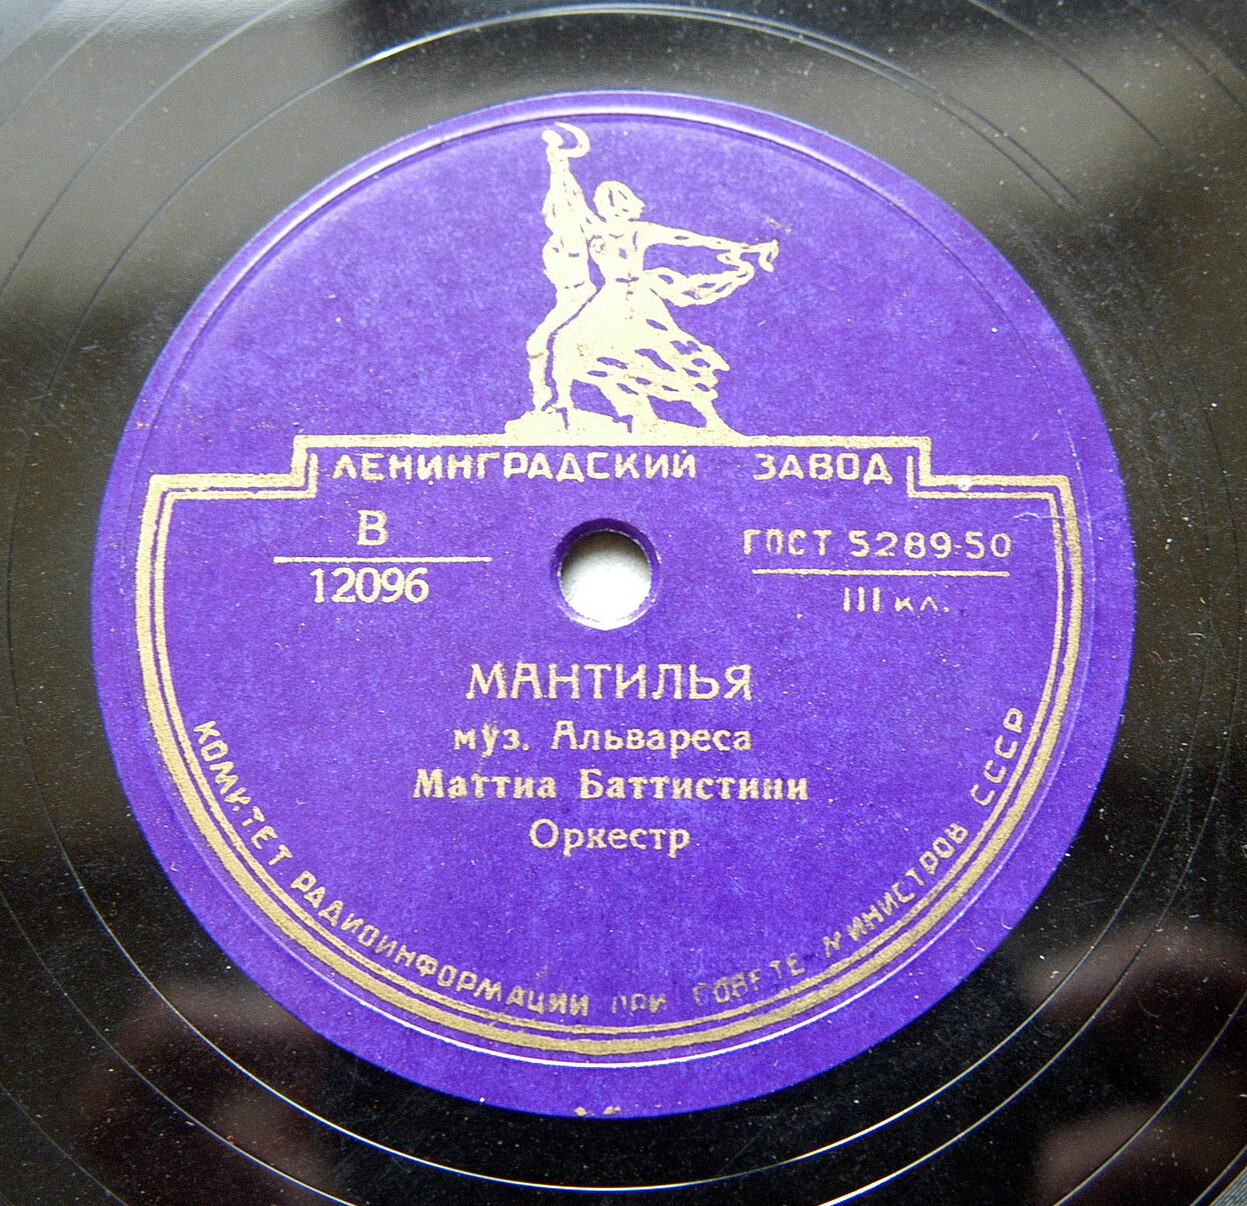 ЛЕНИНГРАДСКИЙ ЗАВОД
В
12096
ГОСТ 5289-50
III кл.
МАНТИЛЬЯ
муз. Альвареса
Маттиа Баттистини
Оркестр
КОМИТЕТ РАДИОИНФОРМАЦИИ ПРИ СОВЕТЕ МИНИСТРОВ СССР